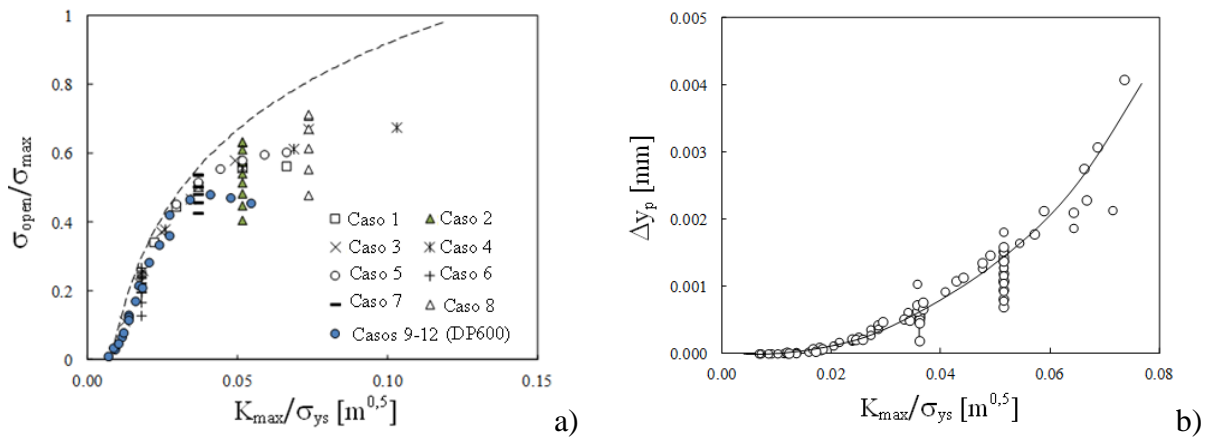 1
0.8
0.6
0.4
0.2
0
0.00
0.05
0.10
0.15
σopen/σmax
Kmax/σys [m0,5]
Caso 1
Caso 2
Caso 3
Caso 4
Caso 5
Caso 6
Caso 7
Caso 8
Casos 9-12 (DP600)
a)
0.005
0.004
0.003
0.002
0.001
0.000
0.00
0.02
0.04
0.06
0.08
Δyp [mm]
Kmax/σys [m0,5]
b)